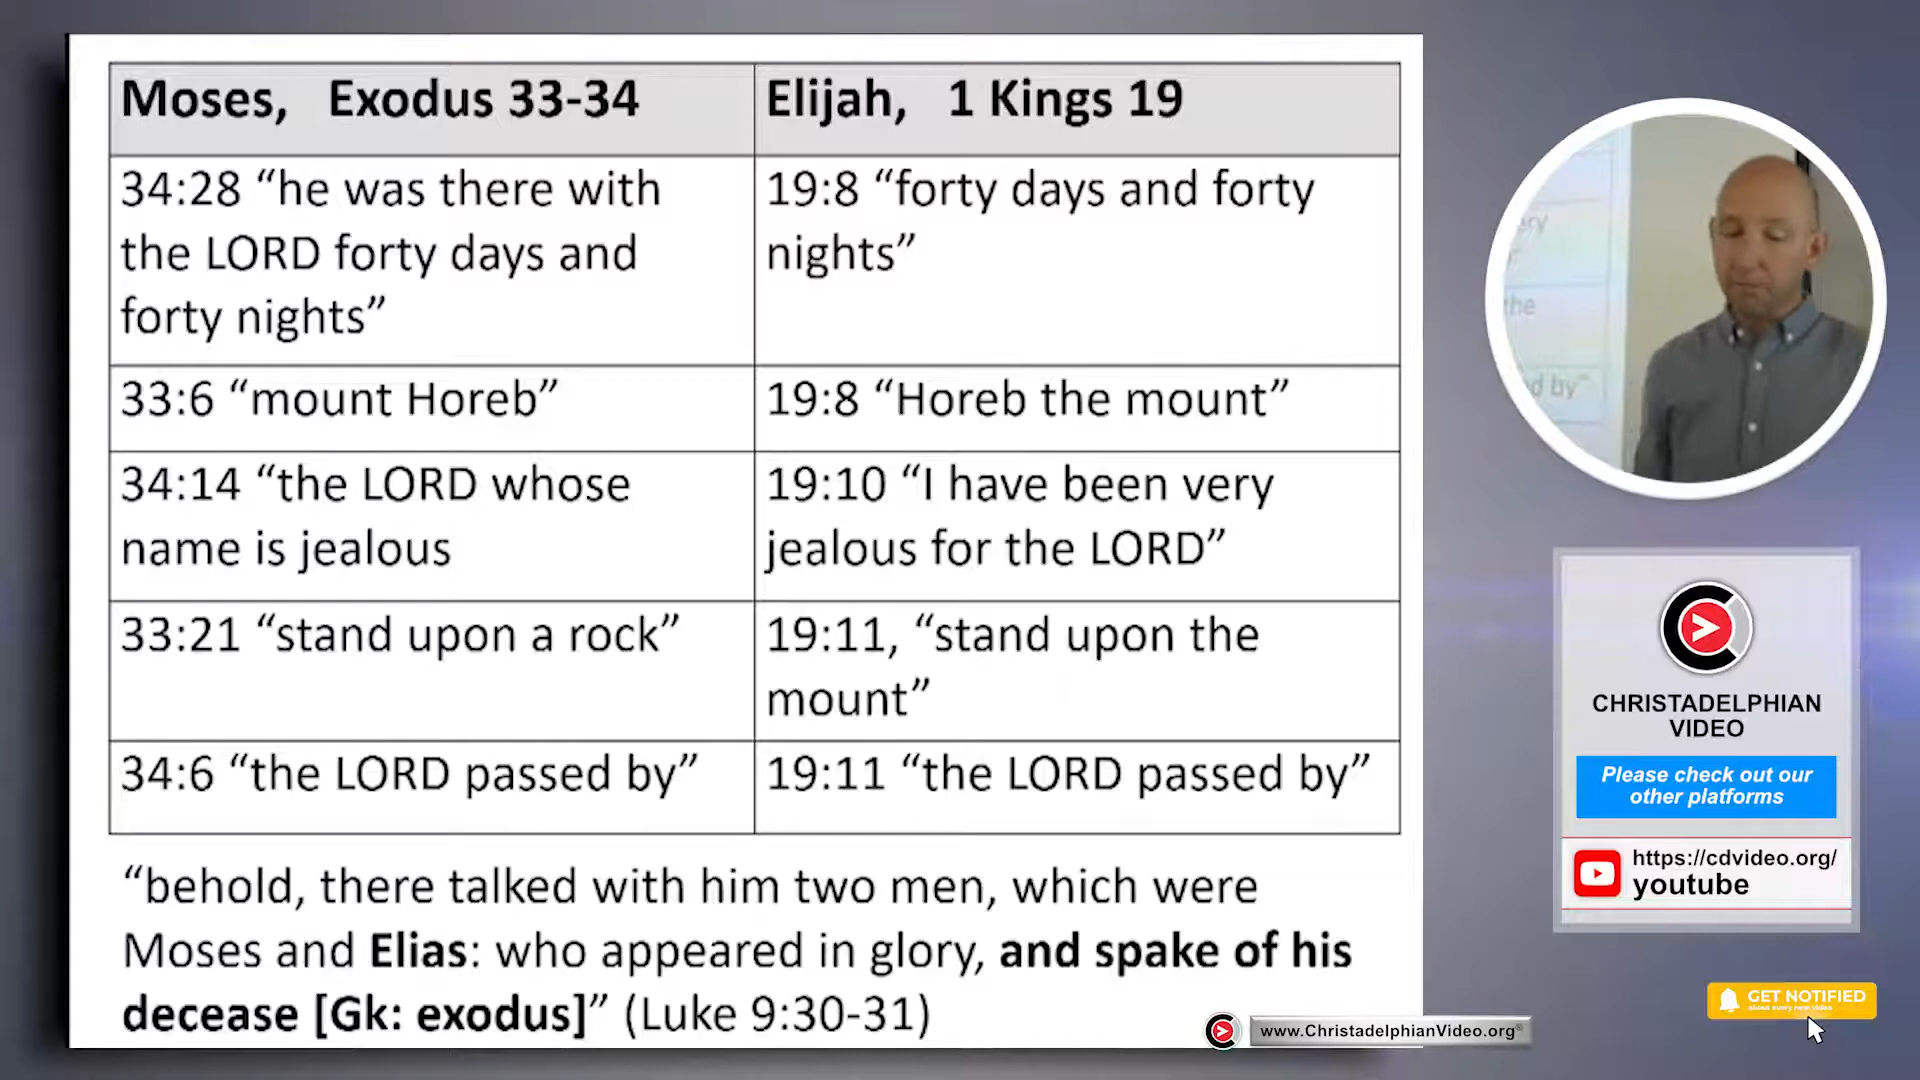 Moses, Exodus 33-34
Elijah, 1 Kings 19
34:28 “he was there with
the LORD forty days and
forty nights”
19:8 “forty days and forty
nights”
33:6 “mount Horeb”
19:8 “Horeb the mount”
34:14 “the LORD whose
name is jealous
19:10 “I have been very
jealous for the LORD”
33:21 “stand upon a rock”
19:11, “stand upon the
mount”
34:6 “the LORD passed by”
19:11 “the LORD passed by”
“behold, there talked with him two men, which were
Moses and Elias: who appeared in glory, and spake of his
decease [Gk: exodus]” (Luke 9:30-31)
the
d by”
CHRISTADELPHIAN
VIDEO
Please check out our
other platforms
https://cdvideo.org/
youtube
GET NOTIFIED
about every new video
www.ChristadelphianVideo.org